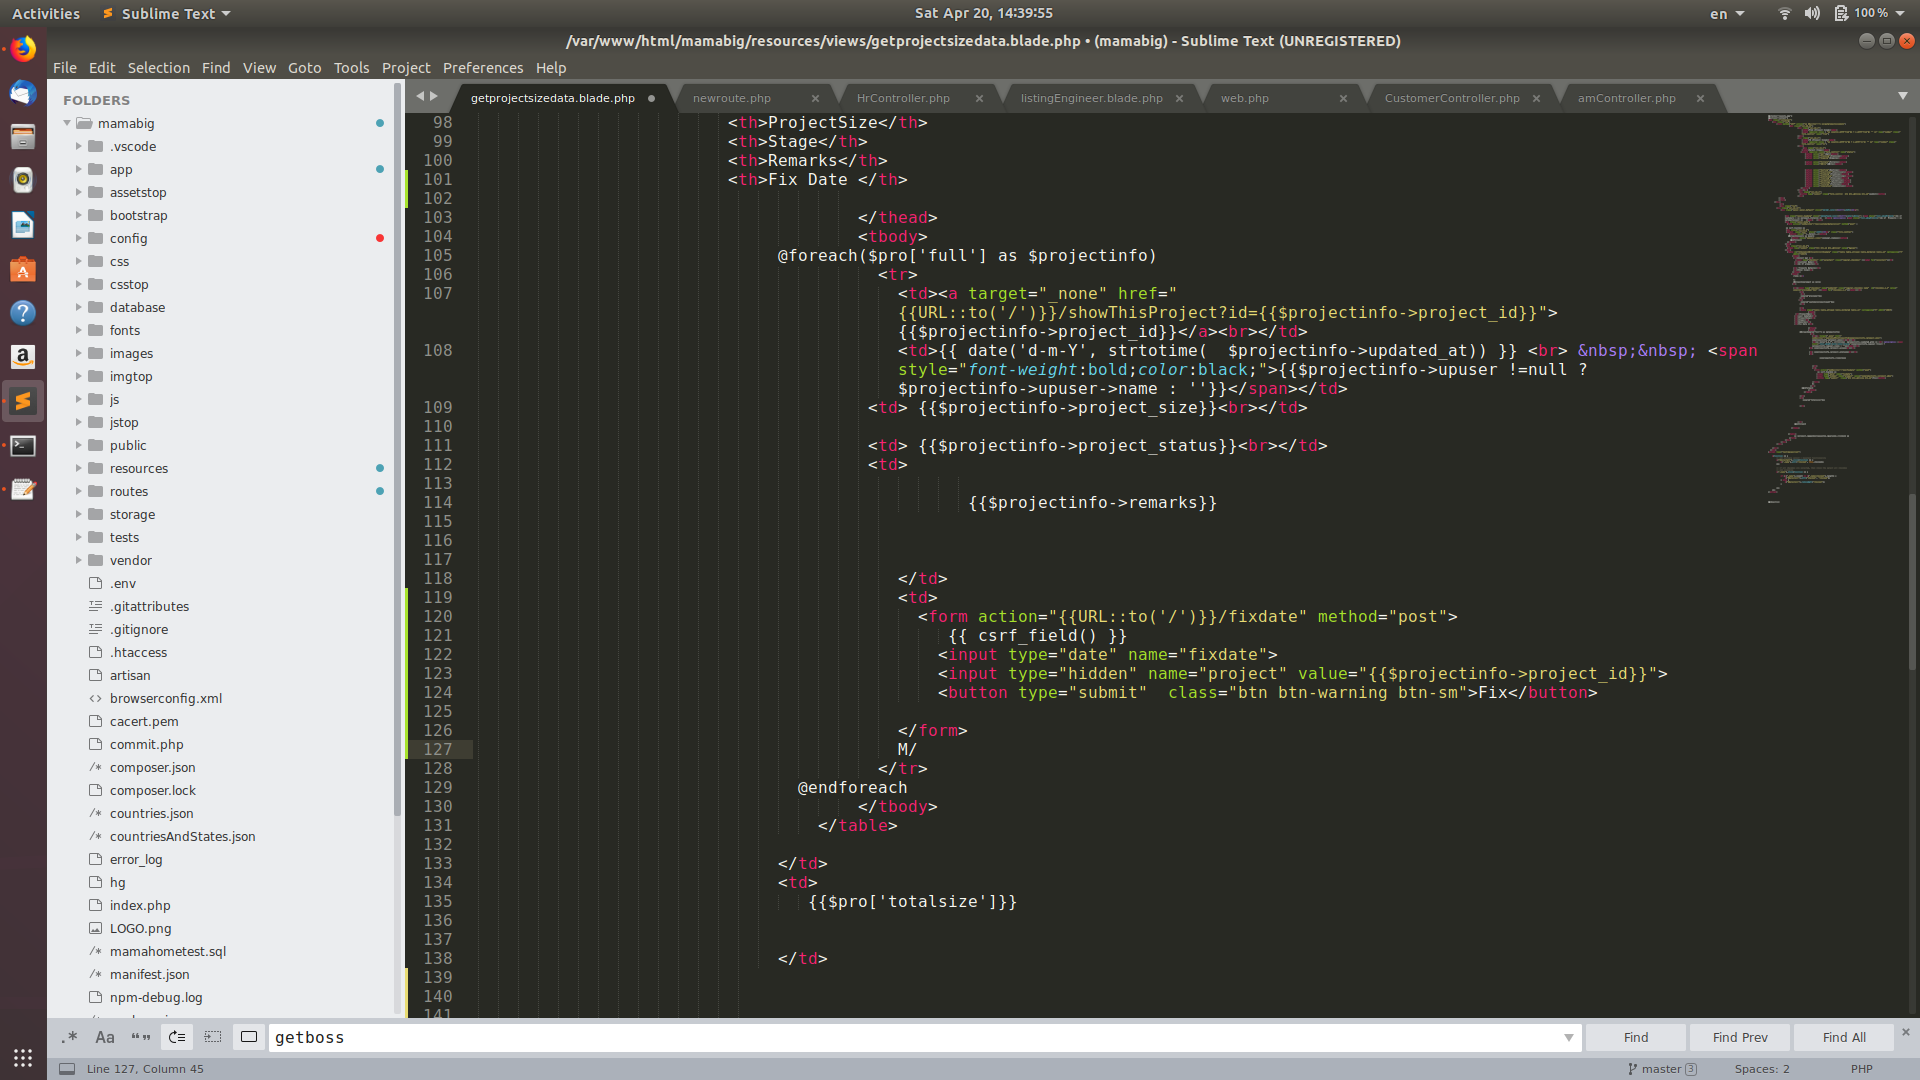 Activities
Sublime Text
Sat Apr 20, 14:39:55
en
100 %
/var/www/html/mamabig/resources/views/getprojectsizedata.blade.php • (mamabig) - Sublime Text (UNREGISTERED)
File Edit Selection Find View Goto Tools Project Preferences Help
FOLDERS
mamabig
.vscode
app
assetstop
bootstrap
config
css
csstop
database
fonts
images
imgtop
js
jstop
public
resources
routes
storage
tests
vendor
.env
.gitattributes
.gitignore
.htaccess
artisan
browserconfig.xml
cacert.pem
commit.php
composer.json
composer.lock
countries.json
countriesAndStates.json
error_log
hg
index.php
LOGO.png
mamahometest.sql
manifest.json
npm-debug.log
getprojectsizedata.blade.php
newroute.php
HrController.php
listingEngineer.blade.php
web.php
CustomerController.php
amController.php
98 <th>ProjectSize</th>
99 <th>Stage</th>
100 <th>Remarks</th>
101 <th>Fix Date </th>
102
103 </thead>
104 <tbody>
105 @foreach($pro['full'] as $projectinfo)
106 <tr>
107 <td><a target="_none" href="
{{URL::to('/')}}/showThisProject?id={{$projectinfo->project_id}}">
{{$projectinfo->project_id}}</a><br></td>
108 <td>{{ date('d-m-Y', strtotime(  $projectinfo->updated_at)) }} <br> &nbsp;&nbsp; <span
style="font-weight:bold;color:black;">{{$projectinfo->upuser !=null ?
$projectinfo->upuser->name : ''}}</span></td>
109 <td> {{$projectinfo->project_size}}<br></td>
110
111 <td> {{$projectinfo->project_status}}<br></td>
112 <td>
113
114 {{$projectinfo->remarks}}
115
116
117
118 </td>
119 <td>
120 <form action="{{URL::to('/')}}/fixdate" method="post">
121 {{ csrf_field() }}
122 <input type="date" name="fixdate">
123 <input type="hidden" name="project" value="{{$projectinfo->project_id}}">
124 <button type="submit"  class="btn btn-warning btn-sm">Fix</button>
125
126 </form>
127 M/
128 </tr>
129 @endforeach
130 </tbody>
131 </table>
132
133 </td>
134 <td>
135 {{$pro['totalsize']}}
136
137
138 </td>
139
140
141
.* Aa “”
getboss
Find
Find Prev
Find All
Line 127, Column 45
master 3
Spaces: 2
PHP